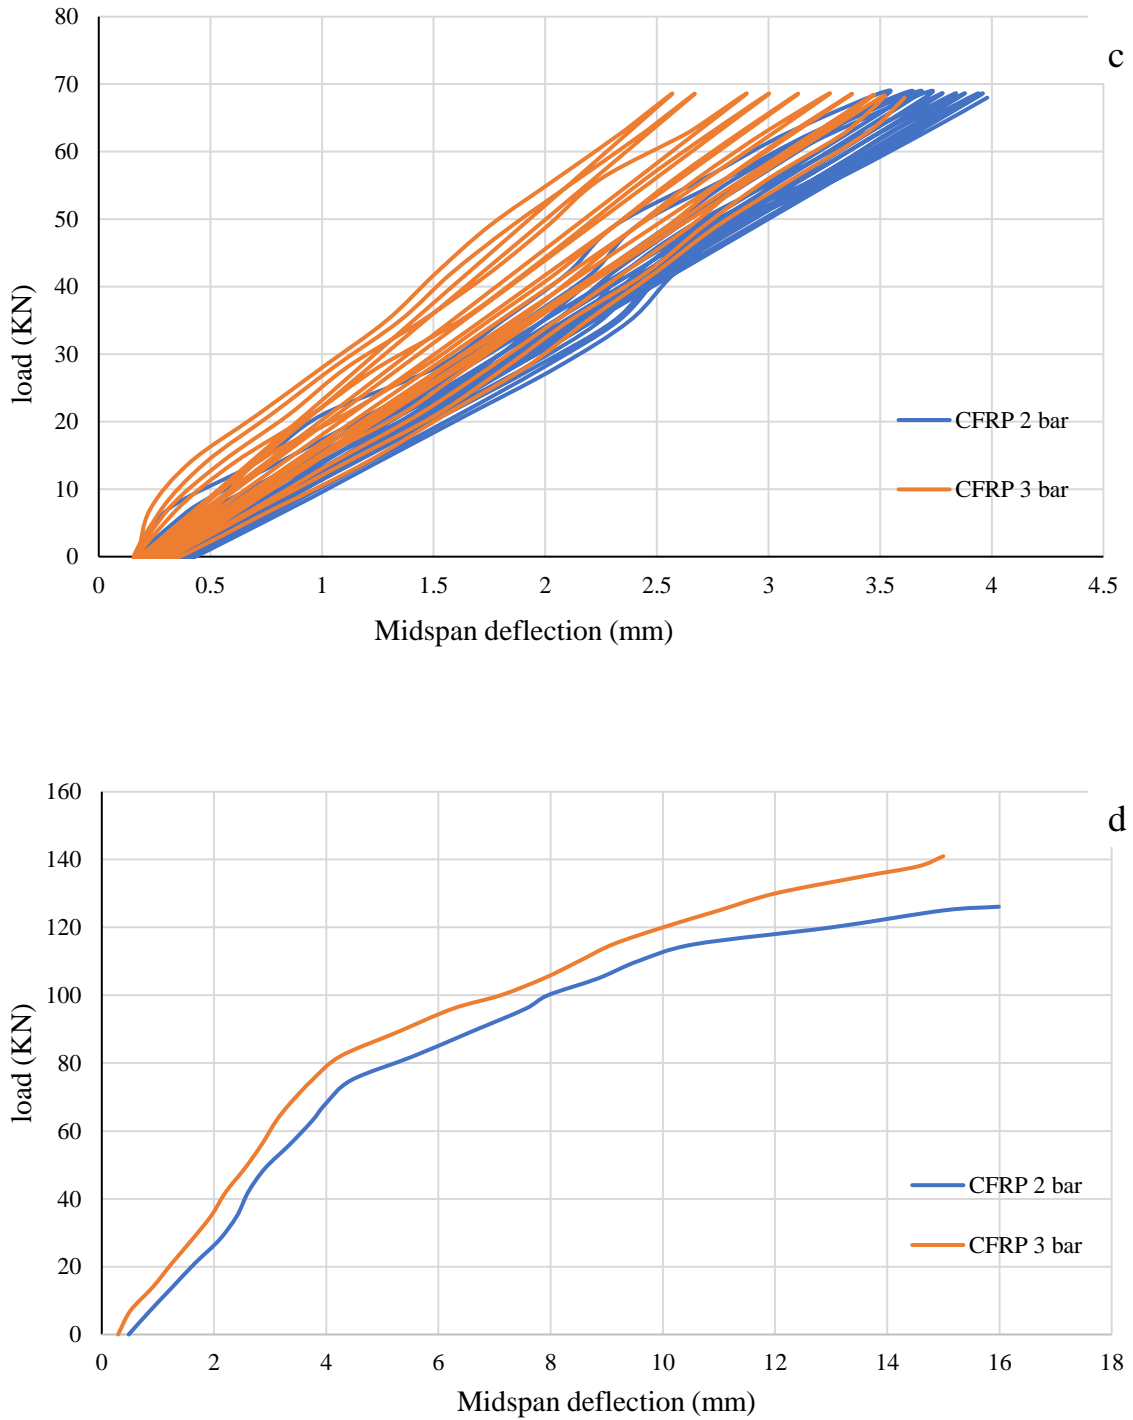 80
c
70
60
50
40
30
20
10
0
load (KN)
CFRP 2 bar
CFRP 3 bar
0 0.5 1 1.5 2 2.5 3 3.5 4 4.5
Midspan deflection (mm)
160
d
140
120
100
80
60
40
20
0
load (KN)
CFRP 2 bar
CFRP 3 bar
0 2 4 6 8 10 12 14 16 18
Midspan deflection (mm)